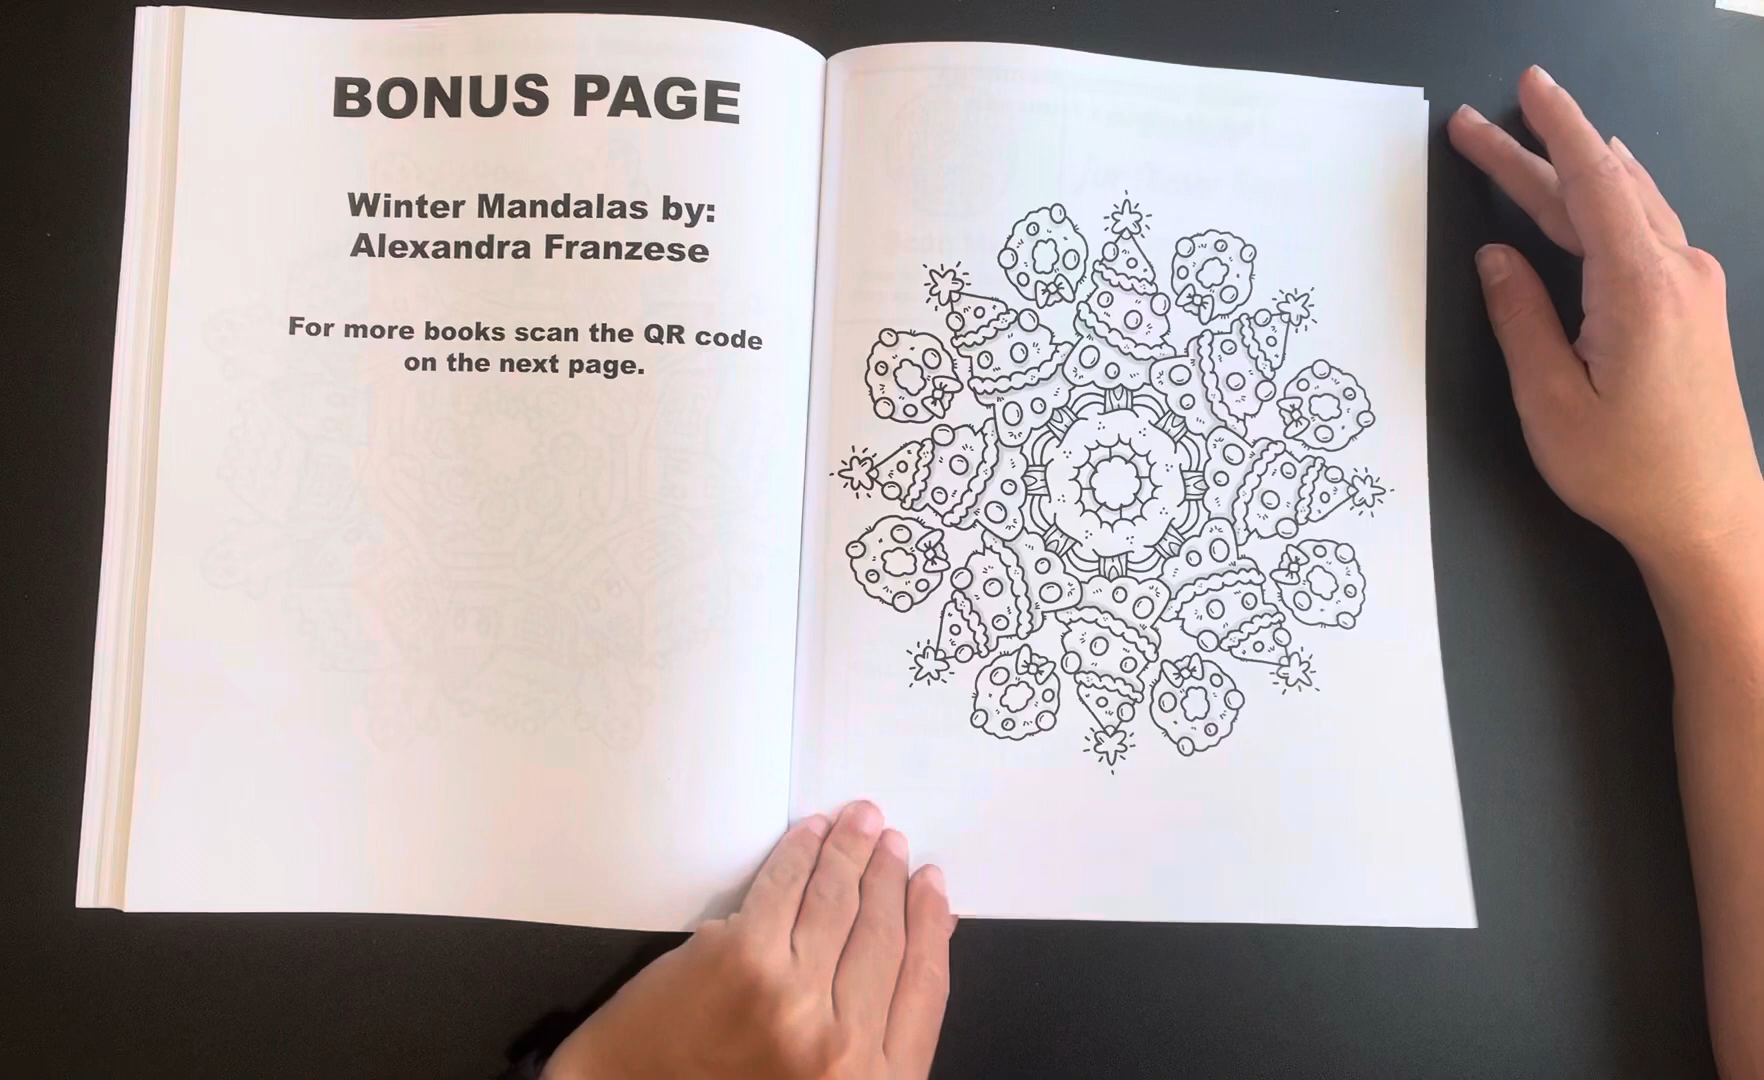 BONUS PAGE
Winter Mandalas by:
Alexandra Franzese
For more books scan the QR code
on the next page.